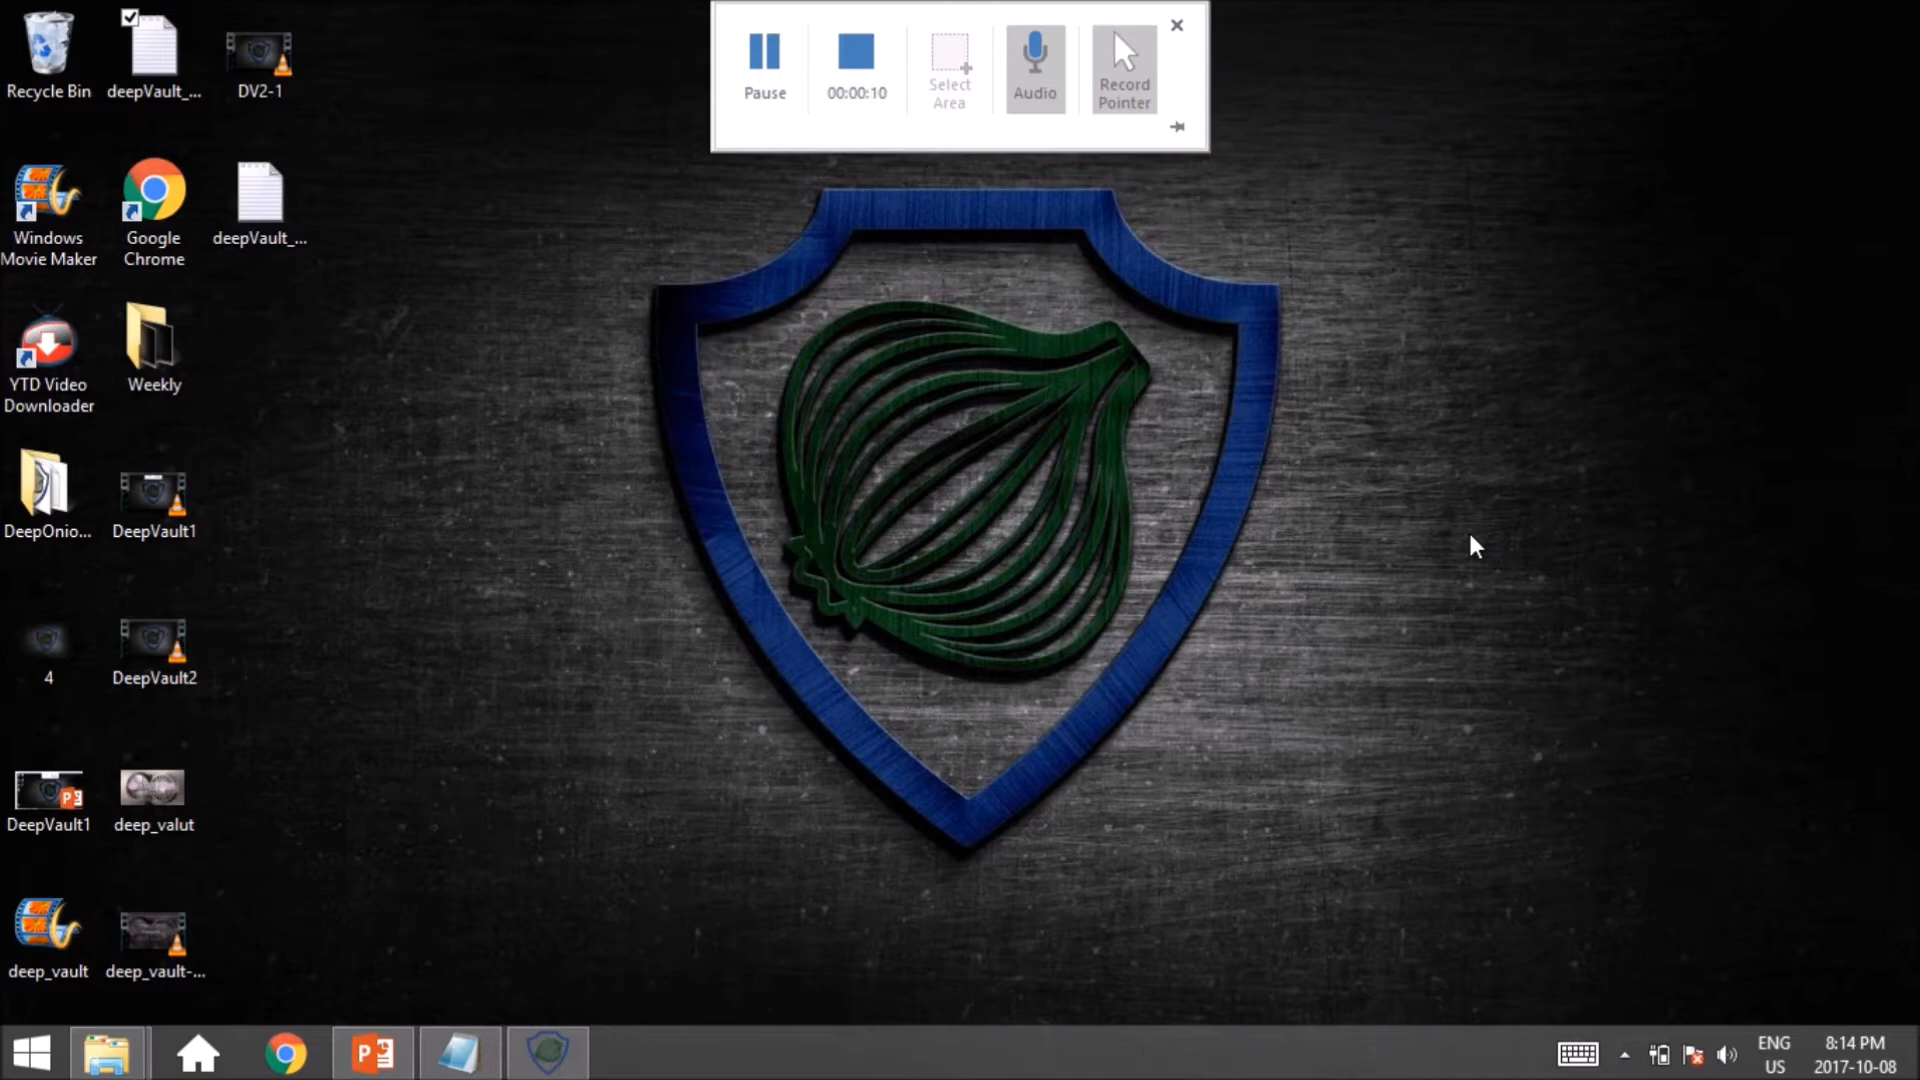 Pause
00:00:10
Select
Area
Audio
Record
Pointer
Recycle Bin
deepVault_...
DV2-1
Windows
Movie Maker
Google
Chrome
deepVault_...
YTD Video
Downloader
Weekly
DeepOnio...
DeepVault1
4
DeepVault2
DeepVault1
deep_valut
deep_vault
deep_vault-...
ENG
US
8:14 PM
2017-10-08